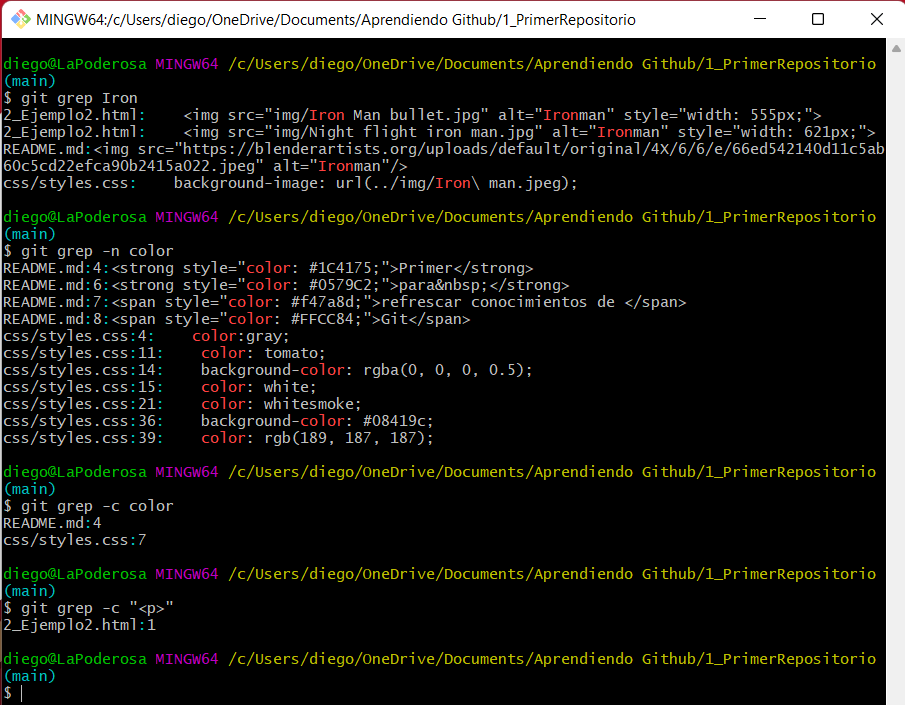 MINGW64:/c/Users/diego/OneDrive/Documents/Aprendiendo Github/1_PrimerRepositorio
diego@LaPoderosa MINGW64 /c/Users/diego/OneDrive/Documents/Aprendiendo Github/1_PrimerRepositorio
(main)
$ git grep Iron
2_Ejemplo2.html:    <img src="img/Iron Man bullet.jpg" alt="Ironman" style="width: 555px;">
2_Ejemplo2.html:    <img src="img/Night flight iron man.jpg" alt="Ironman" style="width: 621px;">
README.md:<img src="https://blenderartists.org/uploads/default/original/4X/6/6/e/66ed542140d11c5ab
60c5cd22efca90b2415a022.jpeg" alt="Ironman"/>
css/styles.css:    background-image: url(../img/Iron\ man.jpeg);
diego@LaPoderosa MINGW64 /c/Users/diego/OneDrive/Documents/Aprendiendo Github/1_PrimerRepositorio
(main)
$ git grep -n color
README.md:4:<strong style="color: #1C4175;">Primer</strong>
README.md:6:<strong style="color: #0579C2;">para&nbsp;</strong>
README.md:7:<span style="color: #f47a8d;">refrescar conocimientos de </span>
README.md:8:<span style="color: #FFCC84;">Git</span>
css/styles.css:4:    color:gray;
css/styles.css:11:    color: tomato;
css/styles.css:14:    background-color: rgba(0, 0, 0, 0.5);
css/styles.css:15:    color: white;
css/styles.css:21:    color: whitesmoke;
css/styles.css:36:    background-color: #08419c;
css/styles.css:39:    color: rgb(189, 187, 187);
diego@LaPoderosa MINGW64 /c/Users/diego/OneDrive/Documents/Aprendiendo Github/1_PrimerRepositorio
(main)
$ git grep -c color
README.md:4
css/styles.css:7
diego@LaPoderosa MINGW64 /c/Users/diego/OneDrive/Documents/Aprendiendo Github/1_PrimerRepositorio
(main)
$ git grep -c "<p>"
2_Ejemplo2.html:1
diego@LaPoderosa MINGW64 /c/Users/diego/OneDrive/Documents/Aprendiendo Github/1_PrimerRepositorio
(main)
$